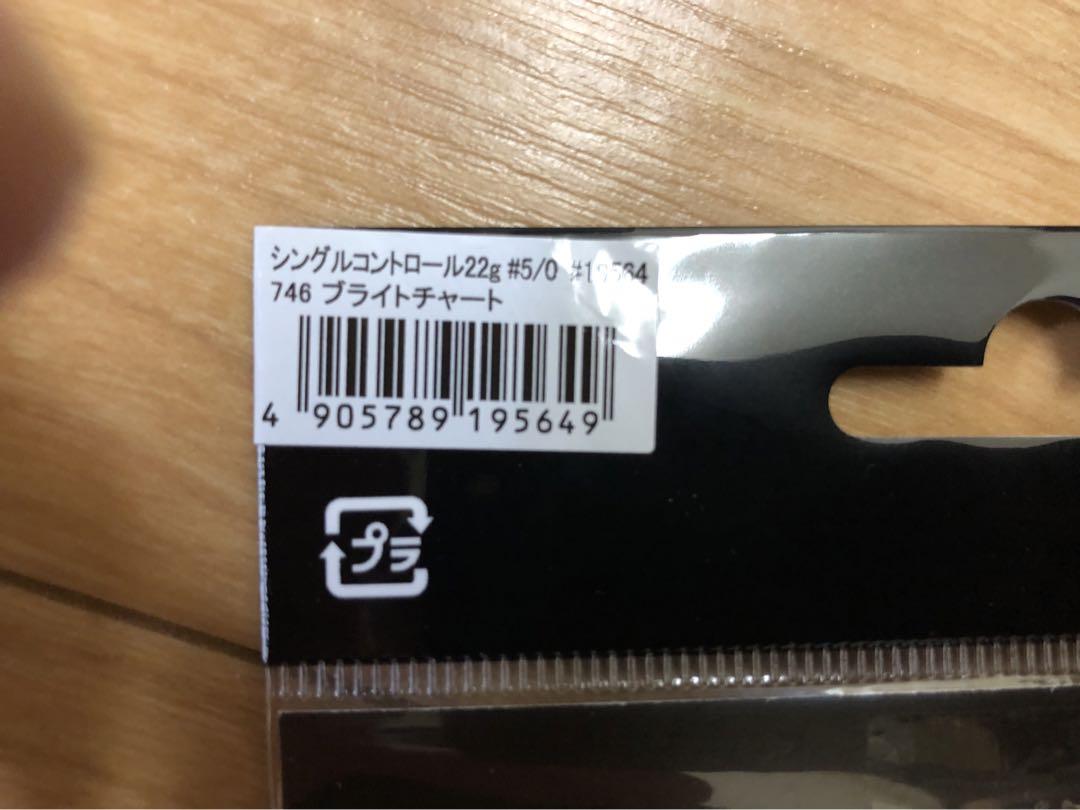 シングルコントロール22g #5/0
746 ブライトチャート
4 905789 195649
プラ